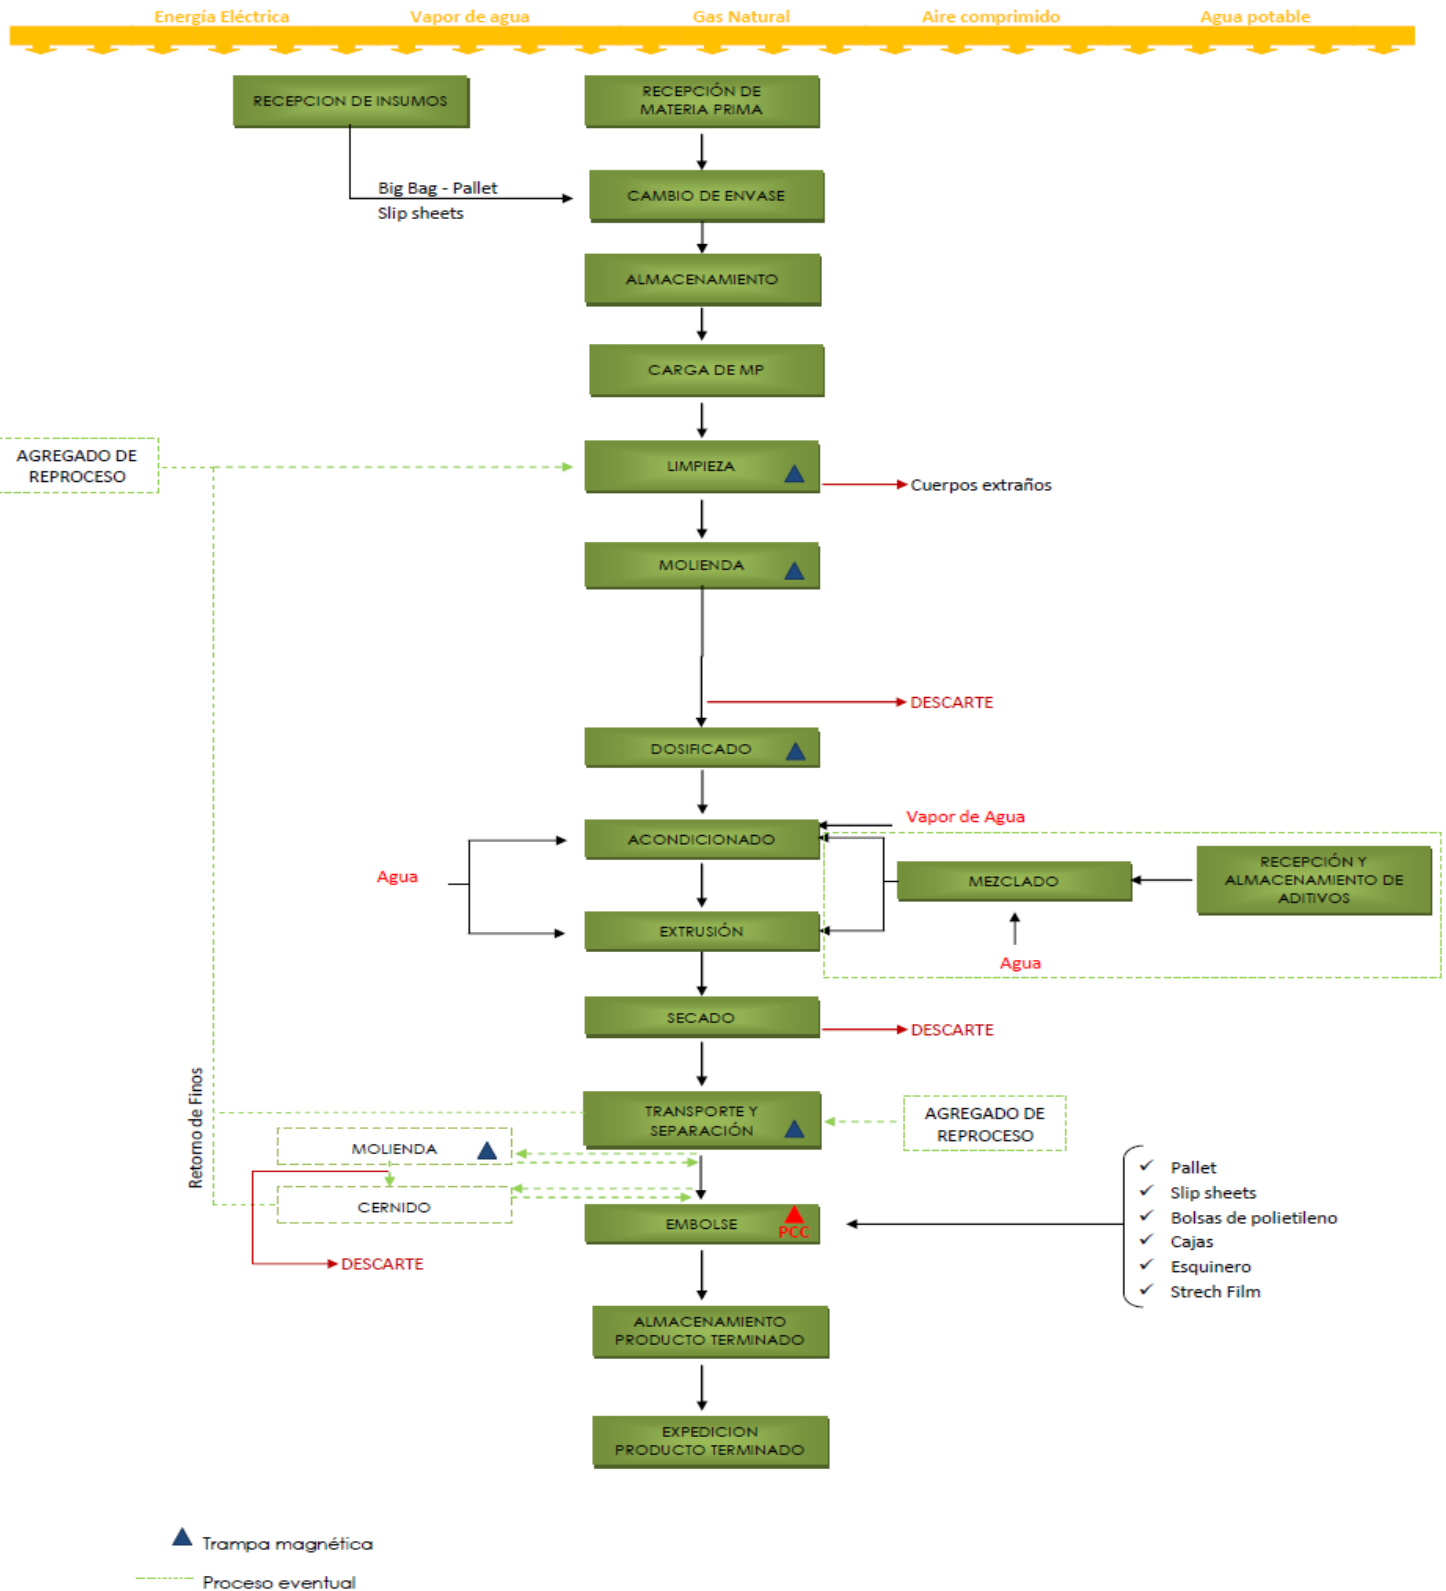 Energía Eléctrica
Vapor de agua
Gas Natural
Aire comprimido
Agua potable
RECEPCION DE INSUMOS
RECEPCIÓN DE
MATERIA PRIMA
Big Bag - Pallet
Slip sheets
CAMBIO DE ENVASE
ALMACENAMIENTO
CARGA DE MP
AGREGADO DE
REPROCESO
LIMPIEZA
Cuerpos extraños
MOLIENDA
DESCARTE
DOSIFICADO
Vapor de Agua
ACONDICIONADO
Agua
MEZCLADO
RECEPCIÓN Y
ALMACENAMIENTO DE
ADITIVOS
EXTRUSIÓN
Agua
SECADO
DESCARTE
Retorno de Finos
TRANSPORTE Y
SEPARACIÓN
AGREGADO DE
REPROCESO
MOLIENDA
CERNIDO
DESCARTE
EMBOLSE
PCC
✓ Pallet
✓ Slip sheets
✓ Bolsas de polietileno
✓ Cajas
✓ Esquinero
✓ Strech Film
ALMACENAMIENTO
PRODUCTO TERMINADO
EXPEDICION
PRODUCTO TERMINADO
Trampa magnética
Proceso eventual